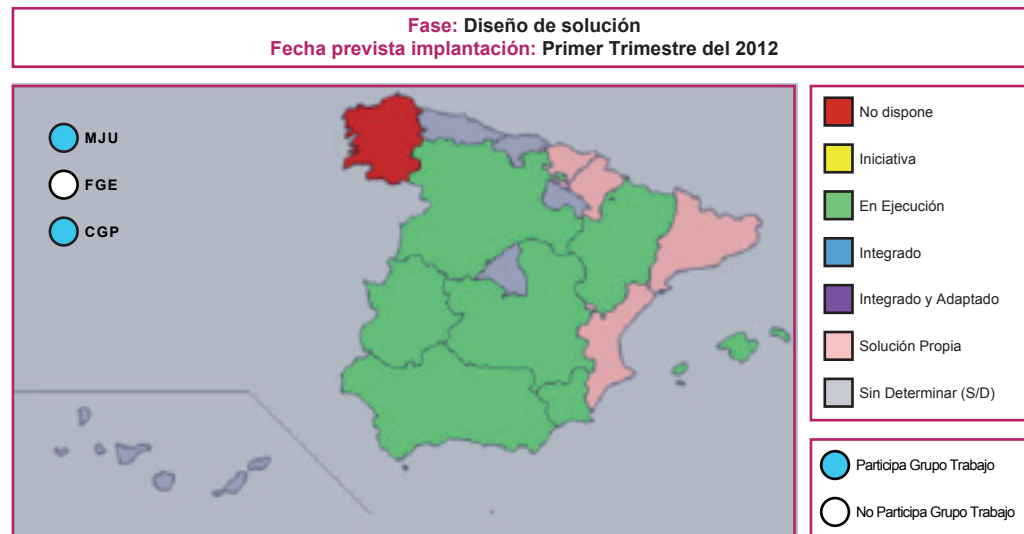 Fase: Diseño de solución
Fecha prevista implantación: Primer Trimestre del 2012
MJU
FGE
CGP
No dispone
Iniciativa
En Ejecución
Integrado
Integrado y Adaptado
Solución Propia
Sin Determinar (S/D)
Participa Grupo Trabajo
No Participa Grupo Trabajo